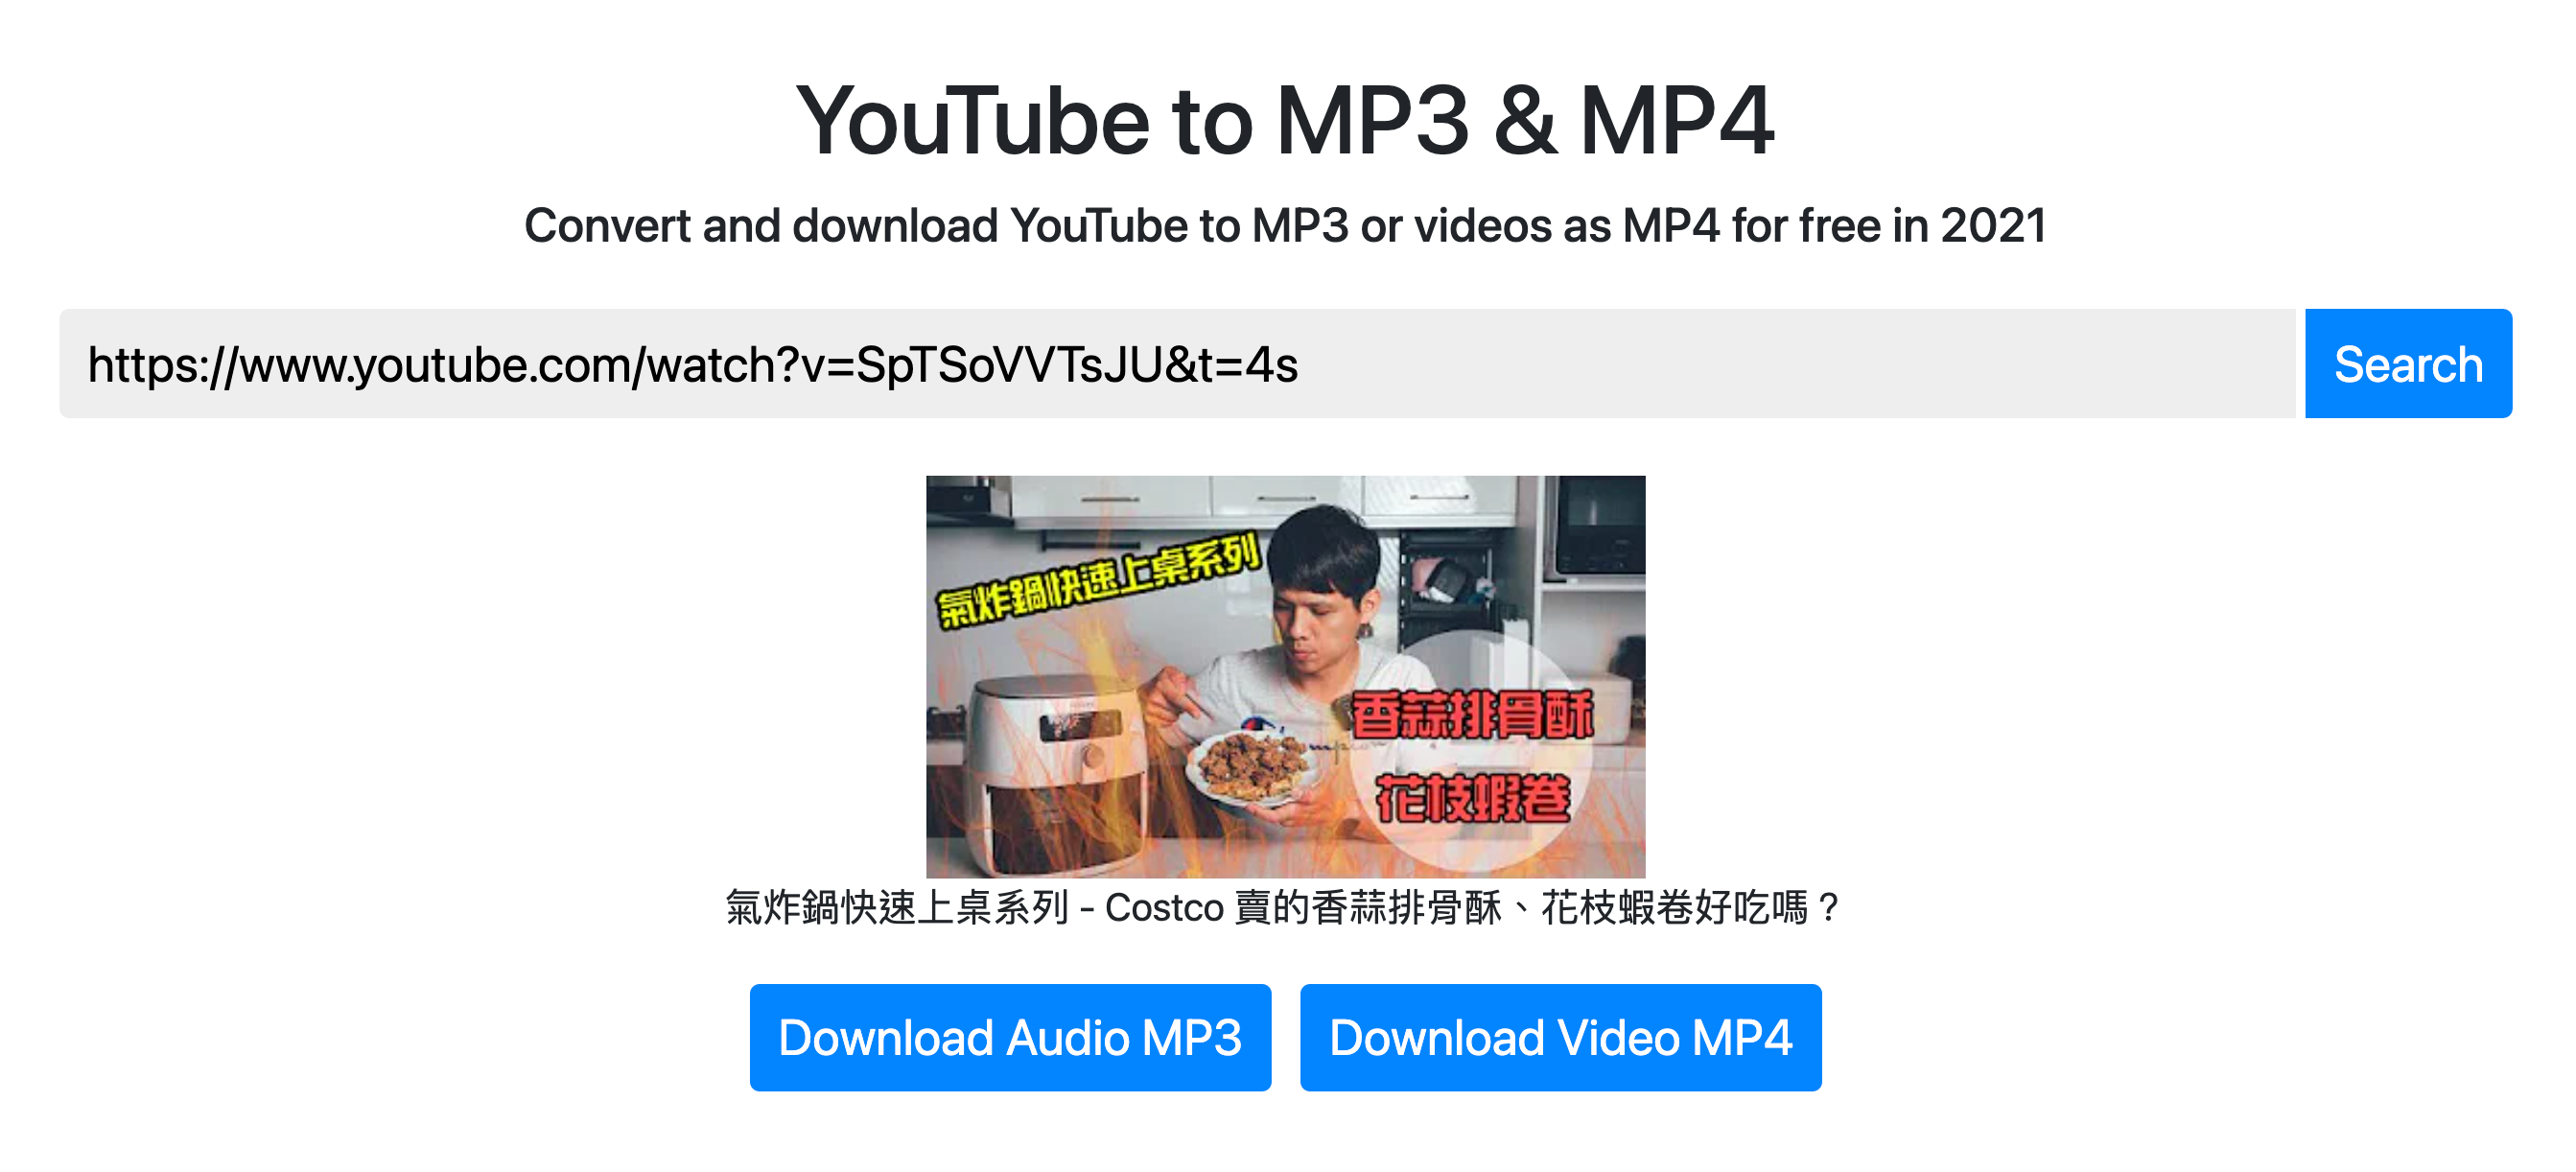 YouTube to MP3 & MP4
Convert and download YouTube to MP3 or videos as MP4 for free in 2021
https://www.youtube.com/watch?v=SpTSoVVTsJU&t=4s
Search
氣炸鍋快速上桌系列
香蒜排骨酥
花枝蝦卷
氣炸鍋快速上桌系列 - Costco 賣的香蒜排骨酥、花枝蝦卷好吃嗎？
Download Audio MP3
Download Video MP4